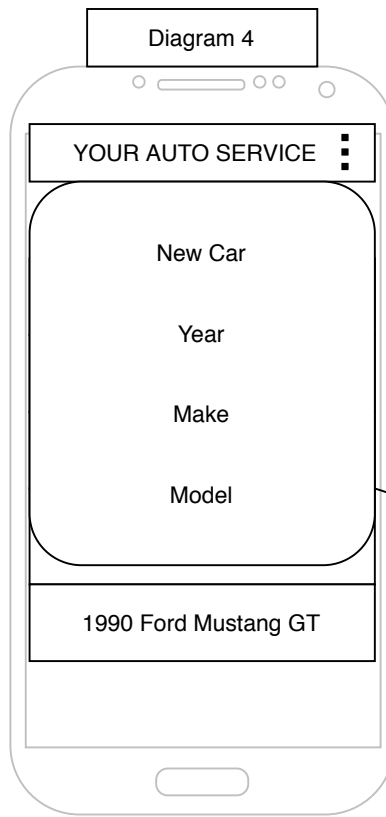 Diagram 4
YOUR AUTO SERVICE
New Car
Year
Make
Model
1990 Ford Mustang GT